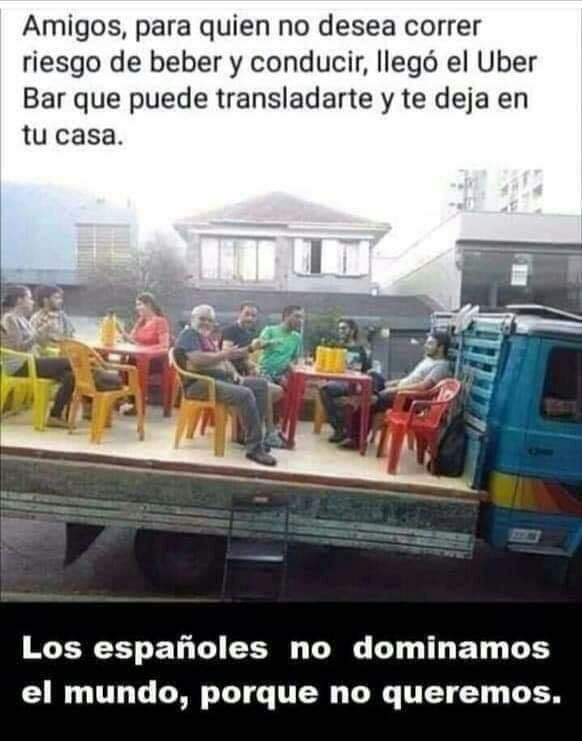 Amigos, para quien no desea correr
riesgo de beber y conducir, llegó el Uber
Bar que puede transladarte y te deja en
tu casa.
Los españoles no dominamos
el mundo, porque no queremos.